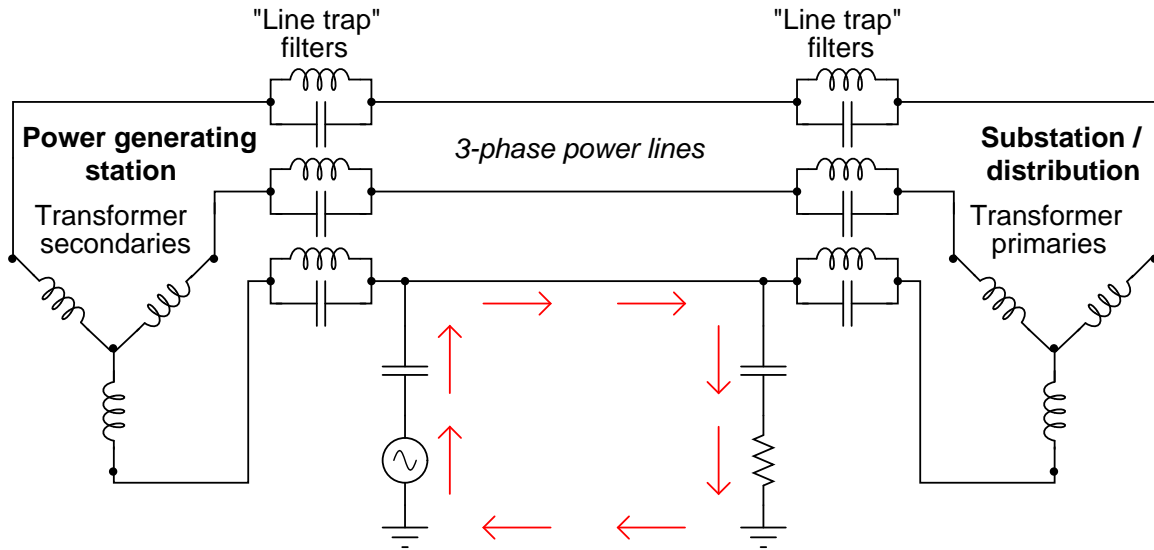 "Line trap"
filters
"Line trap"
filters
Power generating
station
3-phase power lines
Substation /
distribution
Transformer
secondaries
Transformer
primaries